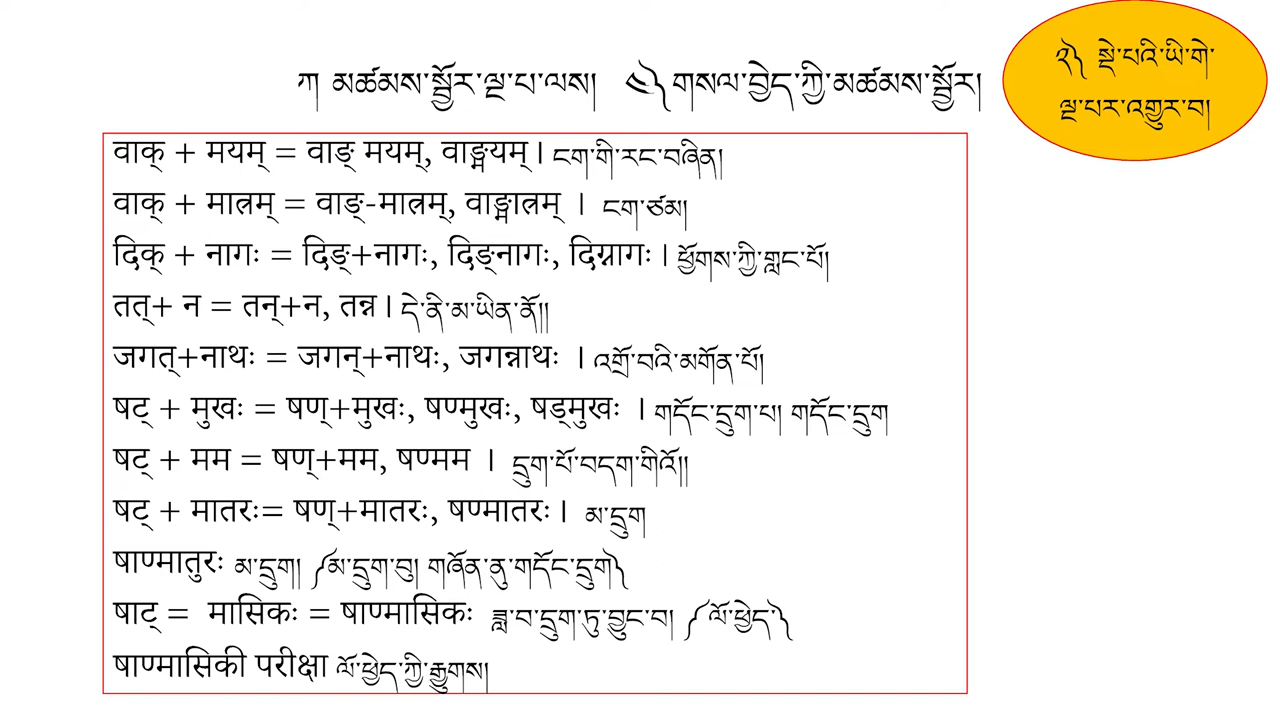 ཀ། མཚམས་སྦྱོར་ལྔ་པ་ལས། ༤༽གསལ་བྱེད་ཀྱི་མཚམས་སྦྱོར།
༢༽ སྡེ་པའི་ཡི་གེ་
ལྔ་པར་འགྱུར་བ།
वाक् + मयम् = वाङ् मयम्, वाङ्मयम् । ངག་གི་རང་བཞིན།
वाक् + मात्रम् = वाङ्-मात्रम्, वाङ्मात्रम् । ངག་ཙམ།
दिक् + नागः = दिङ्+नागः, दिङ्नागः, दिग्नागः । ཕྱོགས་ཀྱི་གླང་པོ།
तत्+ न = तन्+न, तन्न । དེ་ནི་མ་ཡིན་ནོ།།
जगत्+नाथः = जगन्+नाथः, जगन्नाथः । འགྲོ་བའི་མགོན་པོ།
षट् + मुखः = षण्+मुखः, षण्मुखः, षड्मुखः । གདོང་དྲུག་པ། གདོང་དྲུག
षट् + मम = षण्+मम, षण्मम । དྲུག་པོ་བདག་གིའོ།།
षट् + मातरः= षण्+मातरः, षण्मातरः । མ་དྲུག
षाण्मातुरः མ་དྲུག། ༼མ་དྲུག་བུ། གཞོན་ནུ་གདོང་དྲུག༽
षाट् = मासिकः = षाण्मासिकः ཟླ་བ་དྲུག་ཏུ་བྱུང་བ། ༼ལོ་ཕྱེད་༽
षाण्मासिकी परीक्षा ལོ་ཕྱེད་ཀྱི་རྒྱུགས།